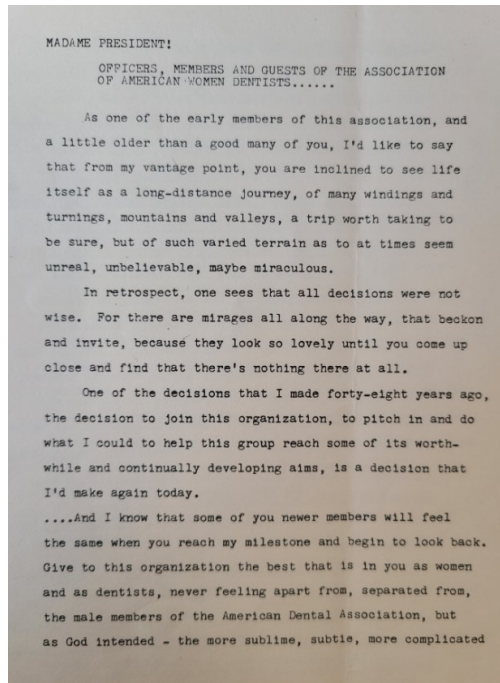 MADAME PRESIDENT!
OFFICERS, MEMBERS AND GUESTS OF THE ASSOCIATION
OF AMERICAN WOMEN DENTISTS......
As one of the early members of this association, and
a little older than a good many of you, I'd like to say
that from my vantage point, you are inclined to see life
itself as a long-distance journey, of many windings and
turnings, mountains and valleys, a trip worth taking to
be sure, but of such varied terrain as to at times seem
unreal, unbelievable, maybe miraculous.
In retrospect, one sees that all decisions were not
wise. For there are mirages all along the way, that beckon
and invite, because they look so lovely until you come up
close and find that there's nothing there at all.
One of the decisions that I made forty-eight years ago,
the decision to join this organization, to pitch in and do
what I could to help this group reach some of its worth-
while and continually developing aims, is a decision that
I'd make again today.
....And I know that some of you newer members will feel
the same when you reach my milestone and begin to look back.
Give to this organization the best that is in you as women
and as dentists, never feeling apart from, separated from,
the male members of the American Dental Association, but
as God intended - the more sublime, subtle, more complicated